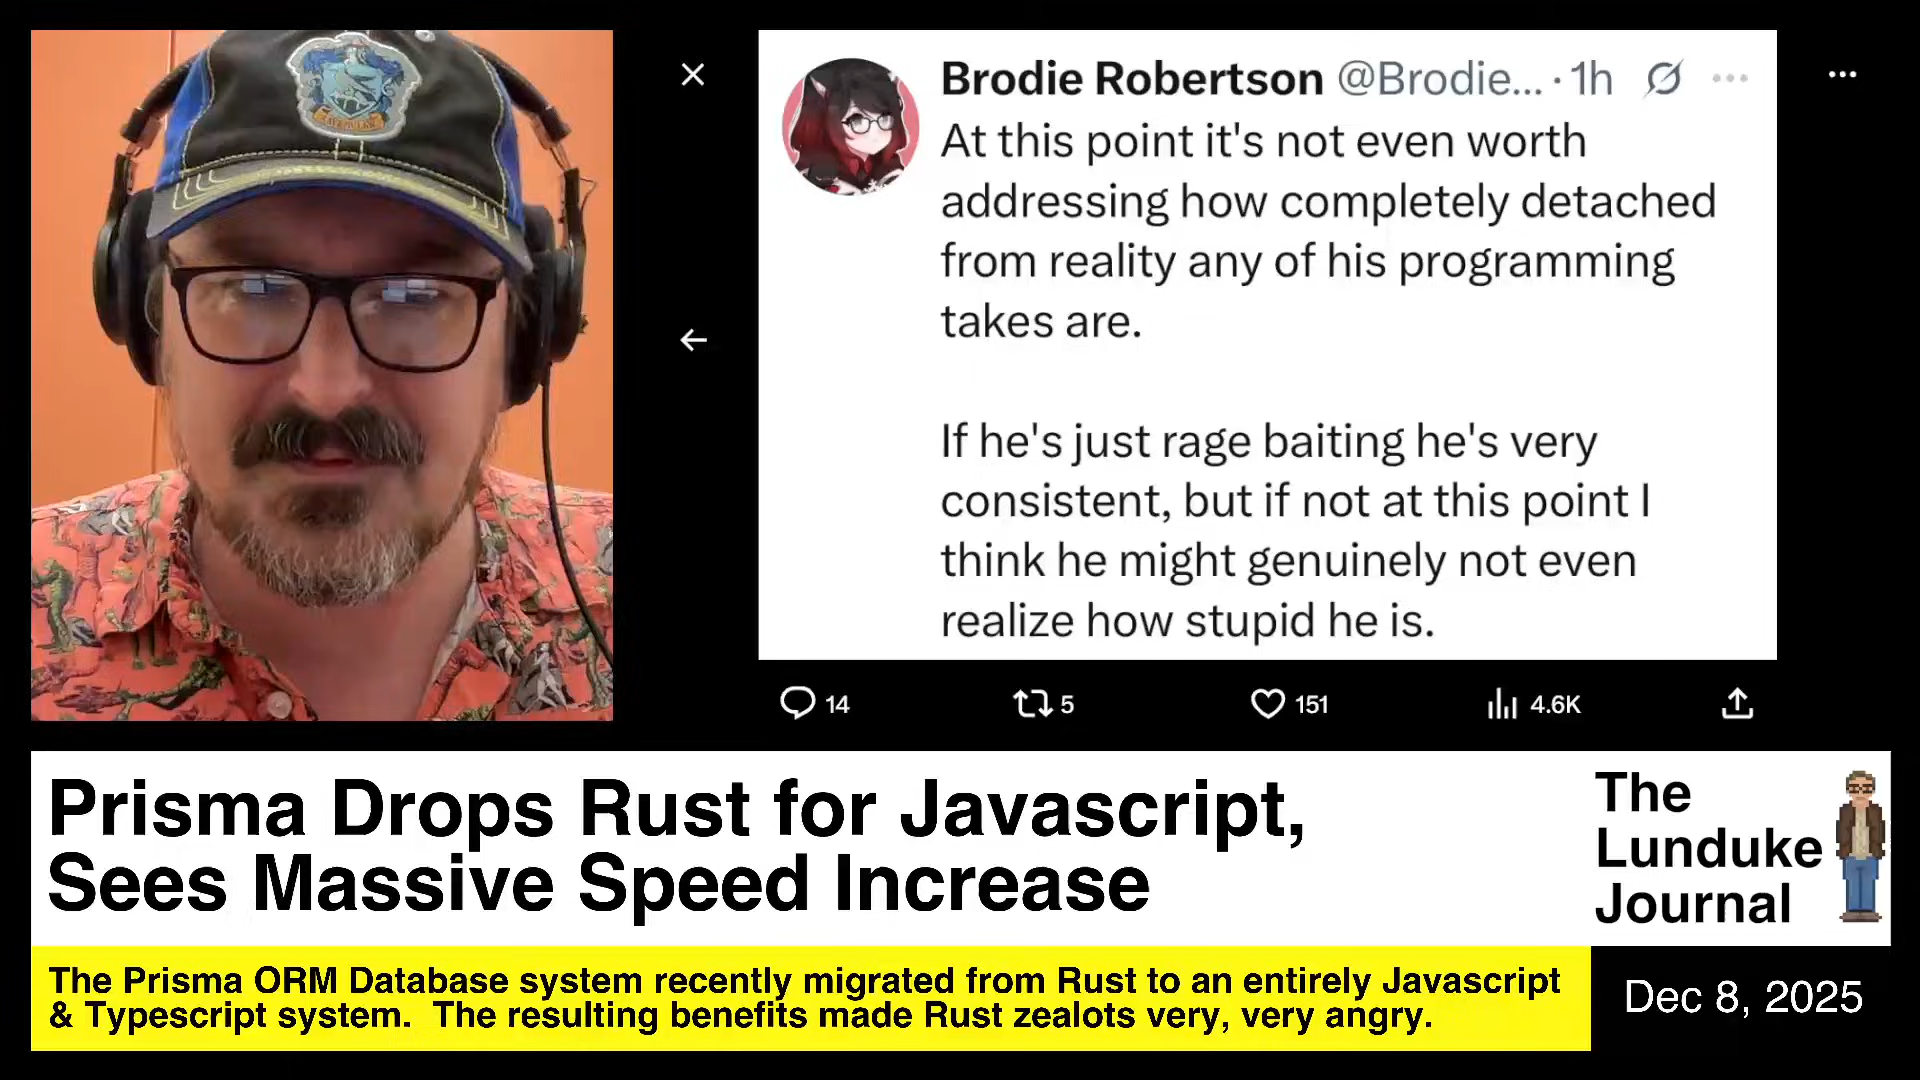 Brodie Robertson @Brodie... · 1h
At this point it's not even worth
addressing how completely detached
from reality any of his programming
takes are.
If he's just rage baiting he's very
consistent, but if not at this point I
think he might genuinely not even
realize how stupid he is.
14 5 151 4.6K
Prisma Drops Rust for Javascript,
Sees Massive Speed Increase
The
Lunduke
Journal
The Prisma ORM Database system recently migrated from Rust to an entirely Javascript
& Typescript system. The resulting benefits made Rust zealots very, very angry.
Dec 8, 2025